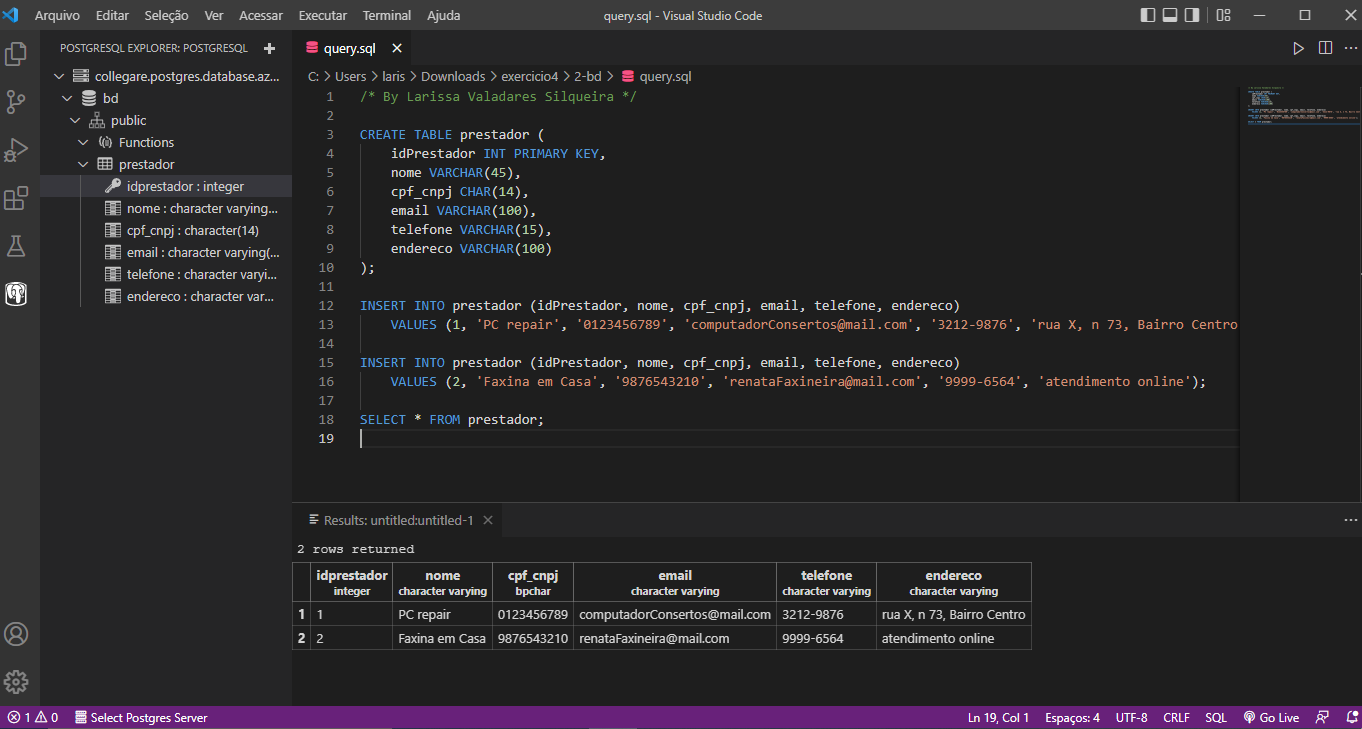 Arquivo Editar Seleção Ver Acessar Executar Terminal Ajuda query.sql - Visual Studio Code
POSTGRESQL EXPLORER: POSTGRESQL
collegare.postgres.database.az...
bd
public
Functions
prestador
idprestador : integer
nome : character varying...
cpf_cnpj : character(14)
email : character varying(...
telefone : character varyi...
endereco : character var...
query.sql
C: > Users > laris > Downloads > exercicio4 > 2-bd > query.sql
1 /* By Larissa Valadares Silqueira */
2
3 CREATE TABLE prestador (
4 idPrestador INT PRIMARY KEY,
5 nome VARCHAR(45),
6 cpf_cnpj CHAR(14),
7 email VARCHAR(100),
8 telefone VARCHAR(15),
9 endereco VARCHAR(100)
10 );
11
12 INSERT INTO prestador (idPrestador, nome, cpf_cnpj, email, telefone, endereco)
13 VALUES (1, 'PC repair', '0123456789', 'computadorConsertos@mail.com', '3212-9876', 'rua X, n 73, Bairro Centro
14
15 INSERT INTO prestador (idPrestador, nome, cpf_cnpj, email, telefone, endereco)
16 VALUES (2, 'Faxina em Casa', '9876543210', 'renataFaxineira@mail.com', '9999-6564', 'atendimento online');
17
18 SELECT * FROM prestador;
19
Results: untitled:untitled-1
2 rows returned
idprestador nome cpf_cnpj email telefone endereco
integer character varying bpchar character varying character varying character varying
1 1 PC repair 0123456789 computadorConsertos@mail.com 3212-9876 rua X, n 73, Bairro Centro
2 2 Faxina em Casa 9876543210 renataFaxineira@mail.com 9999-6564 atendimento online
1 0 Select Postgres Server Ln 19, Col 1 Espaços: 4 UTF-8 CRLF SQL Go Live